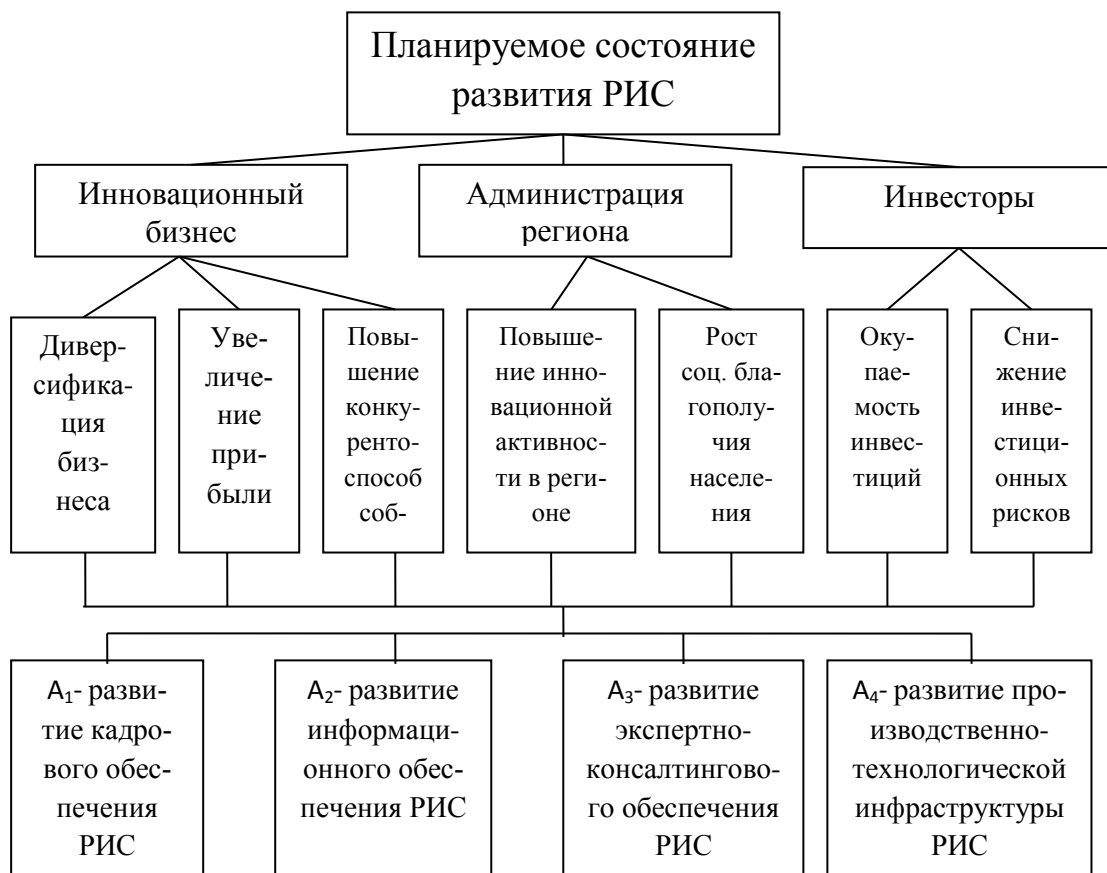 Планируемое состояние
развития РИС
Инновационный
бизнес
Администрация
региона
Инвесторы
Дивер-
сифика-
ция
биз-
неса
Уве-
личе-
ние
при-
были
Повы-
шение
конку-
ренто-
способ
соб-
Повыше-
ние инно-
вационной
активнос-
ти в реги-
оне
Рост
соц. бла-
гополу-
чия
населе-
ния
Оку-
пае-
мость
инвес-
тиций
Сни-
жение
инве-
стици-
онных
рисков
А₁- разви-
тие кадро-
вого обес-
печения
РИС
А₂- развитие
информаци-
онного обес-
печения РИС
А₃- развитие
экспертно-
консалтингово-
го обеспечения
РИС
А₄- развитие про-
изводственно-
технологической
инфраструктуры
РИС